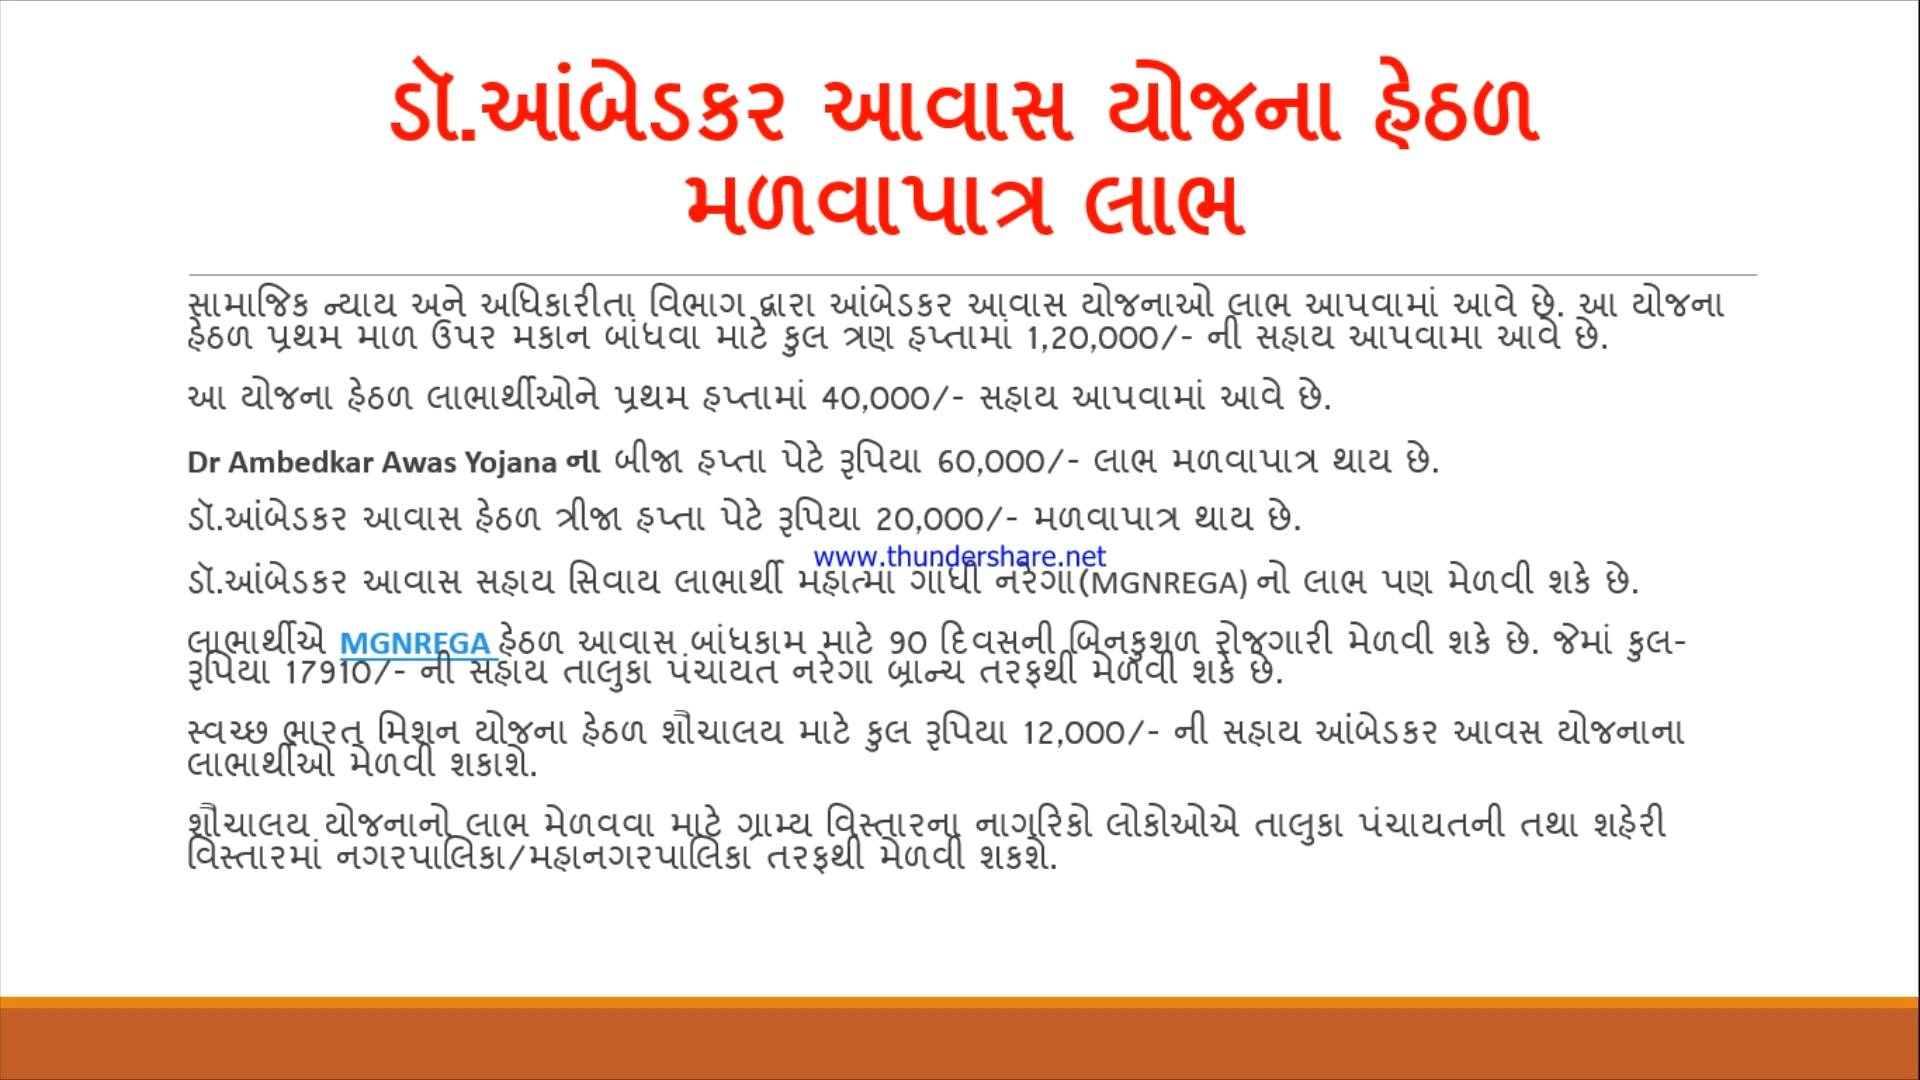 ડૉ.આંબેડકર આવાસ યોજના હેઠળ
મળવાપાત્ર લાભ
સામાજિક ન્યાય અને અધિકારીતા વિભાગ દ્વારા આંબેડકર આવાસ યોજનાઓ લાભ આપવામાં આવે છે. આ યોજના
હેઠળ પ્રથમ માળ ઉપર મકાન બાંધવા માટે કુલ ત્રણ હપ્તામાં 1,20,000/- ની સહાય આપવામા આવે છે.
આ યોજના હેઠળ લાભાર્થીઓને પ્રથમ હપ્તામાં 40,000/- સહાય આપવામાં આવે છે.
Dr Ambedkar Awas Yojana ના બીજા હપ્તા પેટે રૂપિયા 60,000/- લાભ મળવાપાત્ર થાય છે.
ડૉ.આંબેડકર આવાસ હેઠળ ત્રીજા હપ્તા પેટે રૂપિયા 20,000/- મળવાપાત્ર થાય છે.
www.thundershare.net
ડૉ.આંબેડકર આવાસ સહાય સિવાય લાભાર્થી મહાત્મા ગાંધી નરેગા(MGNREGA) નો લાભ પણ મેળવી શકે છે.
લાભાર્થીએ MGNREGA હેઠળ આવાસ બાંધકામ માટે 90 દિવસની બિનકુશળ રોજગારી મેળવી શકે છે. જેમાં કુલ-
રૂપિયા 17910/- ની સહાય તાલુકા પંચાયત નરેગા બ્રાન્ચ તરફથી મેળવી શકે છે.
સ્વચ્છ ભારત મિશન યોજના હેઠળ શૌચાલય માટે કુલ રૂપિયા 12,000/- ની સહાય આંબેડકર આવસ યોજનાના
લાભાર્થીઓ મેળવી શકાશે.
શૌચાલય યોજનાનો લાભ મેળવવા માટે ગ્રામ્ય વિસ્તારના નાગરિકો લોકોઓએ તાલુકા પંચાયતની તથા શહેરી
વિસ્તારમાં નગરપાલિકા/મહાનગરપાલિકા તરફથી મેળવી શકશે.